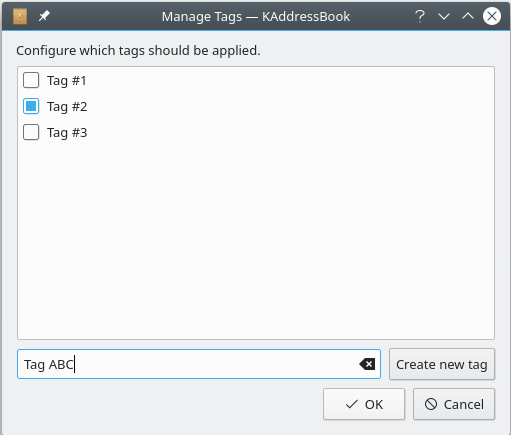 Manage Tags — KAddressBook
Configure which tags should be applied.
Tag #1
Tag #2
Tag #3
Tag ABC
Create new tag
OK
Cancel